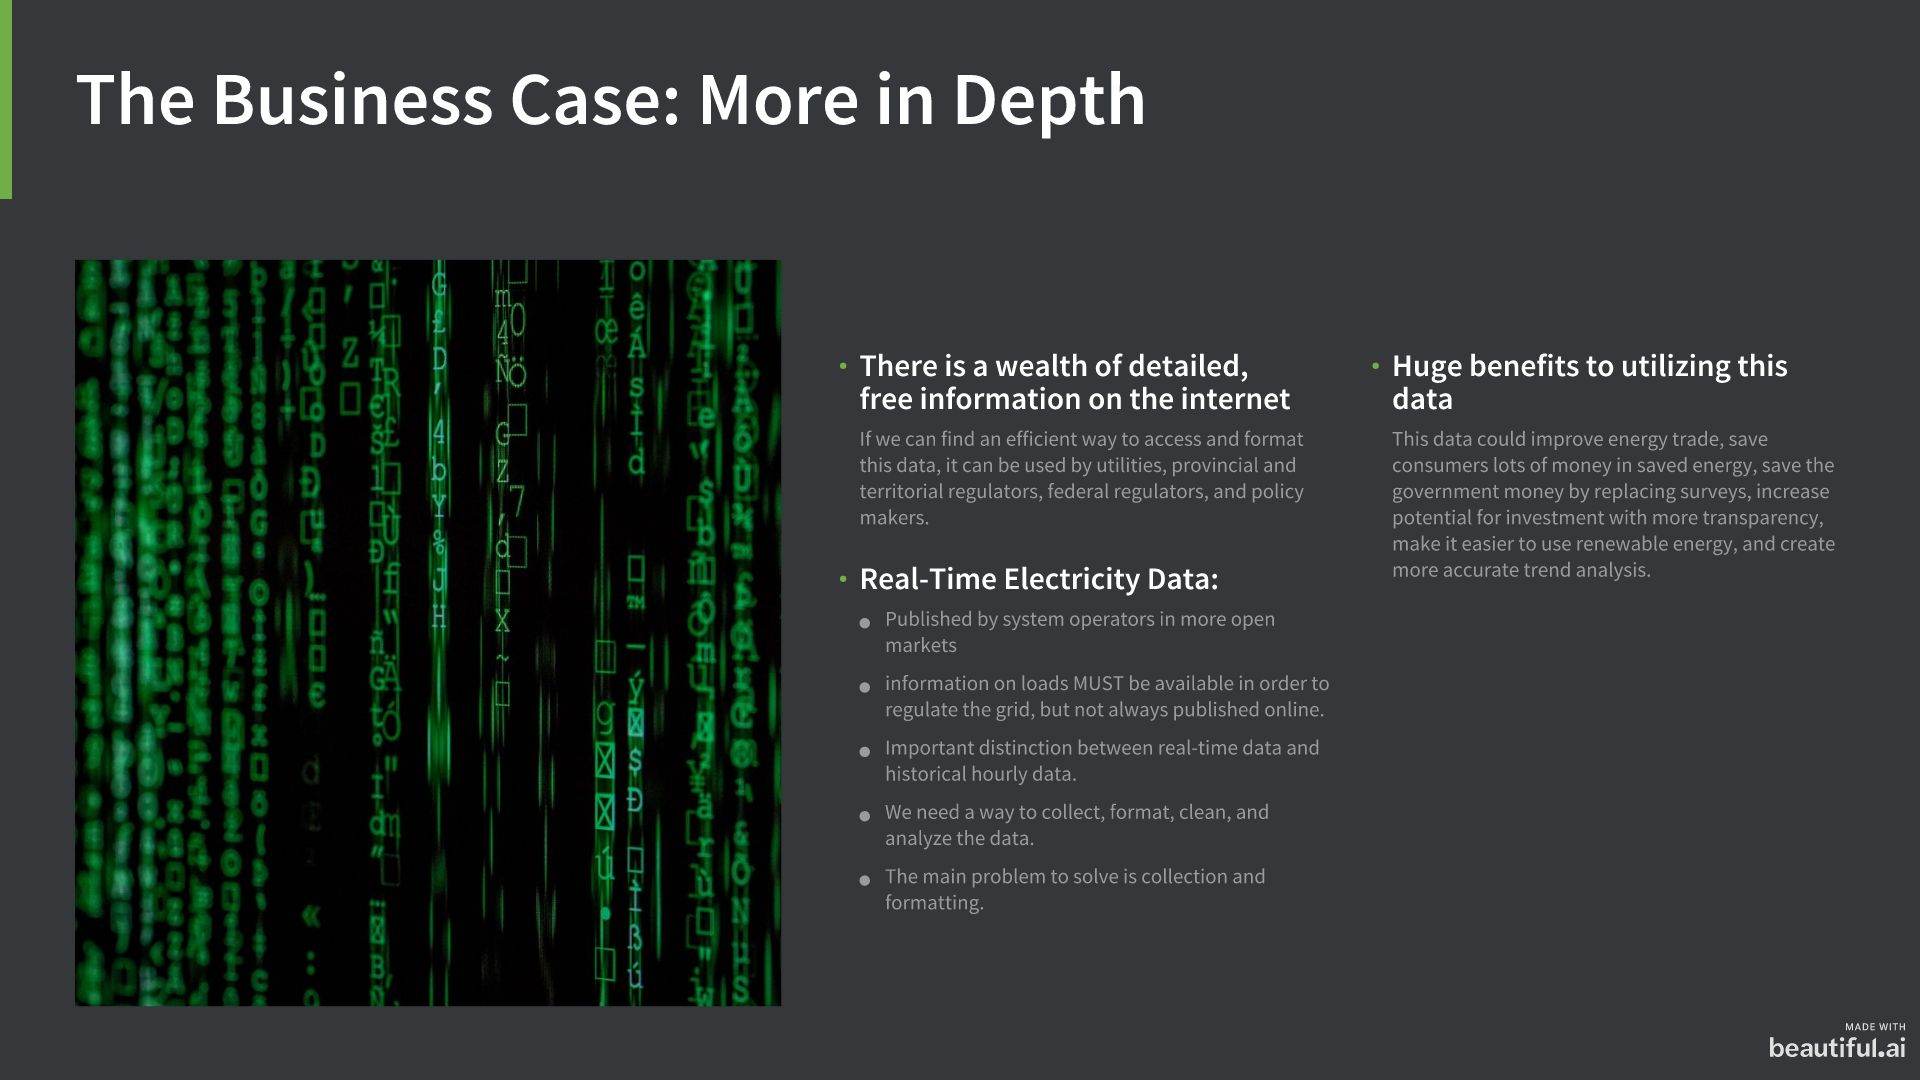 The Business Case: More in Depth
• There is a wealth of detailed,
free information on the internet
If we can find an efficient way to access and format
this data, it can be used by utilities, provincial and
territorial regulators, federal regulators, and policy
makers.
• Real-Time Electricity Data:
● Published by system operators in more open
markets
● information on loads MUST be available in order to
regulate the grid, but not always published online.
● Important distinction between real-time data and
historical hourly data.
● We need a way to collect, format, clean, and
analyze the data.
● The main problem to solve is collection and
formatting.
• Huge benefits to utilizing this
data
This data could improve energy trade, save
consumers lots of money in saved energy, save the
government money by replacing surveys, increase
potential for investment with more transparency,
make it easier to use renewable energy, and create
more accurate trend analysis.
MADE WITH
beautiful.ai